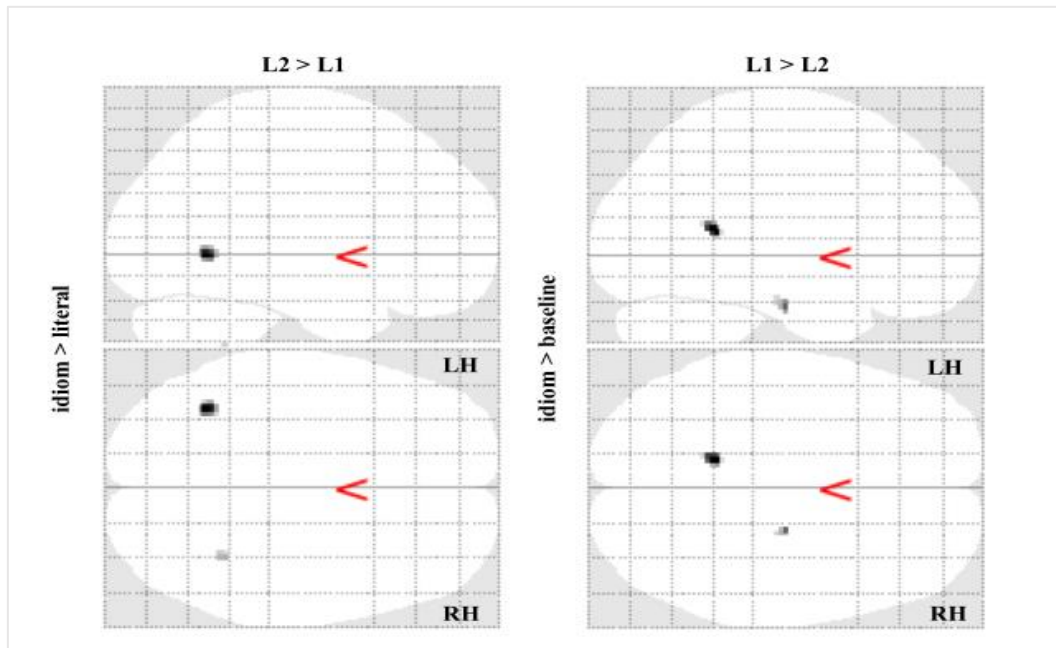 L2 > L1
L1 > L2
idiom > literal
idiom > baseline
LH
LH
RH
RH